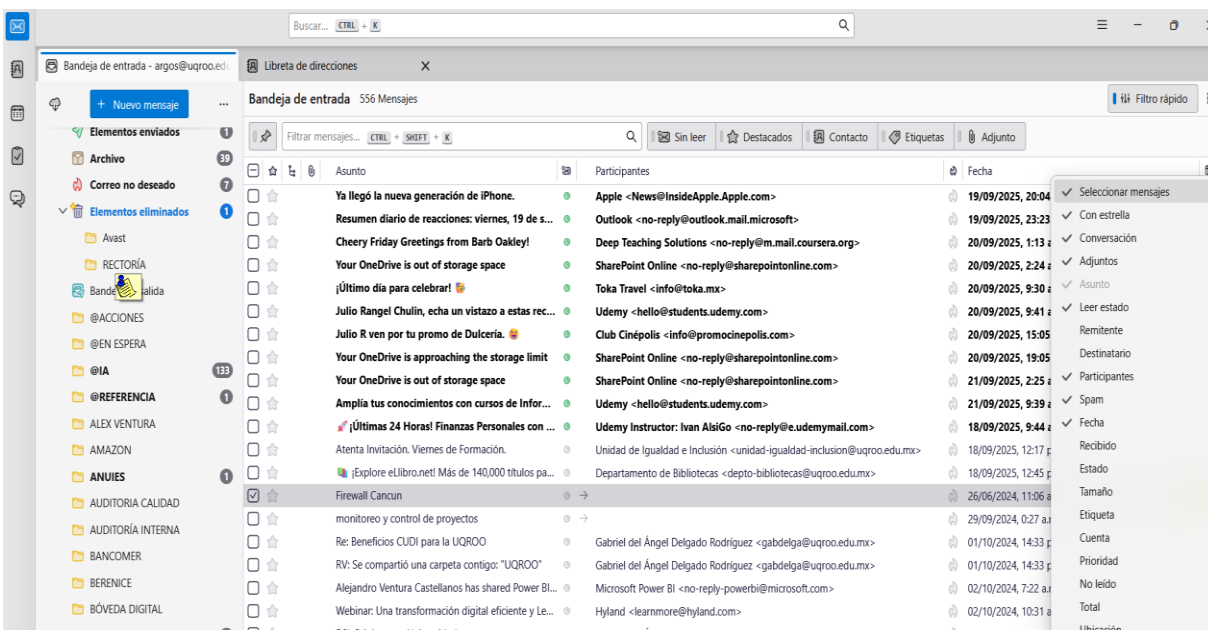 Buscar... CTRL + K
Bandeja de entrada - argos@uqroo.edu
Libreta de direcciones
+ Nuevo mensaje ...
Bandeja de entrada 556 Mensajes
Filtro rápido
Elementos enviados 1
Archivo 39
Correo no deseado 7
Elementos eliminados 1
Avast
RECTORÍA
@ACCIONES
@EN ESPERA
@IA 133
@REFERENCIA 1
ALEX VENTURA
AMAZON
ANUIES 1
AUDITORIA CALIDAD
AUDITORÍA INTERNA
BANCOMER
BERENICE
BÓVEDA DIGITAL
Filtrar mensajes... CTRL + SHIFT + K
Sin leer Destacados Contacto Etiquetas Adjunto
Asunto Participantes Fecha
Ya llegó la nueva generación de iPhone. Apple <News@InsideApple.Apple.com> 19/09/2025, 20:04
Resumen diario de reacciones: viernes, 19 de s... Outlook <no-reply@outlook.mail.microsoft> 19/09/2025, 23:23
Cheery Friday Greetings from Barb Oakley! Deep Teaching Solutions <no-reply@m.mail.coursera.org> 20/09/2025, 1:13 a
Your OneDrive is out of storage space SharePoint Online <no-reply@sharepointonline.com> 20/09/2025, 2:24 a
¡Último día para celebrar! Toka Travel <info@toka.mx> 20/09/2025, 9:30 a
Julio Rangel Chulin, echa un vistazo a estas rec... Udemy <hello@students.udemy.com> 20/09/2025, 9:41 a
Julio R ven por tu promo de Dulcería. Club Cinépolis <info@promocinepolis.com> 20/09/2025, 15:05
Your OneDrive is approaching the storage limit SharePoint Online <no-reply@sharepointonline.com> 20/09/2025, 19:05
Your OneDrive is out of storage space SharePoint Online <no-reply@sharepointonline.com> 21/09/2025, 2:25 a
Amplía tus conocimientos con cursos de Infor... Udemy <hello@students.udemy.com> 21/09/2025, 9:39 a
¡Últimas 24 Horas! Finanzas Personales con ... Udemy Instructor: Ivan AlsiGo <no-reply@e.udemymail.com> 18/09/2025, 9:44 a
Atenta Invitación. Viernes de Formación. Unidad de Igualdad e Inclusión <unidad-igualdad-inclusion@uqroo.edu.mx> 18/09/2025, 12:17 p
¡Explore eLibro.net! Más de 140,000 títulos pa... Departamento de Bibliotecas <depto-bibliotecas@uqroo.edu.mx> 18/09/2025, 12:45 p
Firewall Cancun 26/06/2024, 11:06 a
monitoreo y control de proyectos 29/09/2024, 0:27 a.
Re: Beneficios CUDI para la UQROO Gabriel del Ángel Delgado Rodríguez <gabdelga@uqroo.edu.mx> 01/10/2024, 14:33 p
RV: Se compartió una carpeta contigo: "UQROO" Gabriel del Ángel Delgado Rodríguez <gabdelga@uqroo.edu.mx> 01/10/2024, 14:33 p
Alejandro Ventura Castellanos has shared Power BI... Microsoft Power BI <no-reply-powerbi@microsoft.com> 02/10/2024, 7:22 a.
Webinar: Una transformación digital eficiente y Le... Hyland <learnmore@hyland.com> 02/10/2024, 10:31 a
Seleccionar mensajes
Con estrella
Conversación
Adjuntos
Asunto
Leer estado
Remitente
Destinatario
Participantes
Spam
Fecha
Recibido
Estado
Tamaño
Etiqueta
Cuenta
Prioridad
No leído
Total